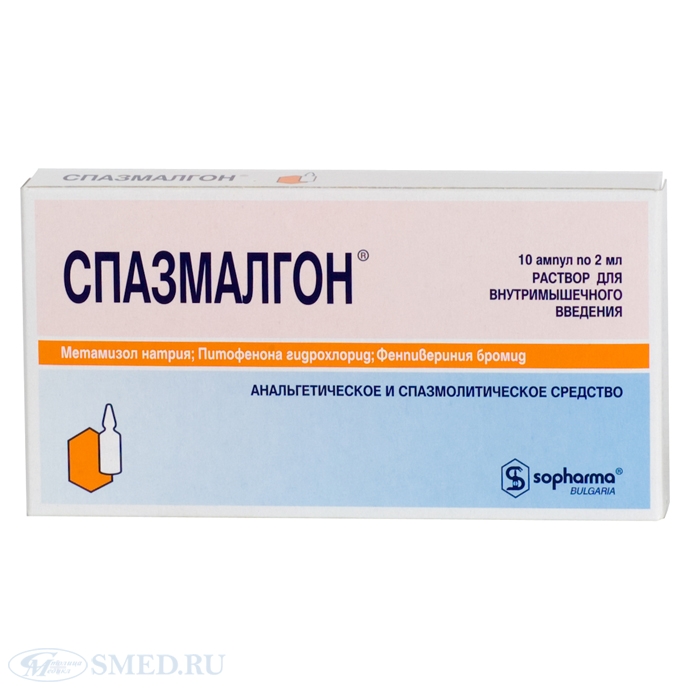 СПАЗМАЛГОН®
СПАЗМАЛГОН®
10 ампул по 2 мл
РАСТВОР ДЛЯ
ВНУТРИМЫШЕЧНОГО
ВВЕДЕНИЯ
Метамизол натрия; Питофенона гидрохлорид; Фенпивериния бромид
АНАЛЬГЕТИЧЕСКОЕ И СПАЗМОЛИТИЧЕСКОЕ СРЕДСТВО
sopharma®
BULGARIA
SMED.RU